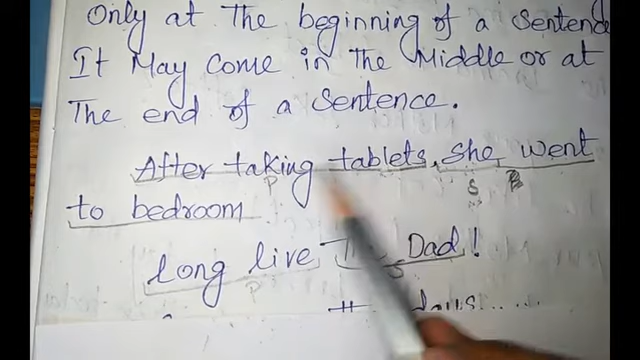 Only at The beginning of a Sentence
It May Come in The Middle or at
The end of a Sentence.
After taking tablets, she went
P S P
to bedroom
long live Dad!
P S